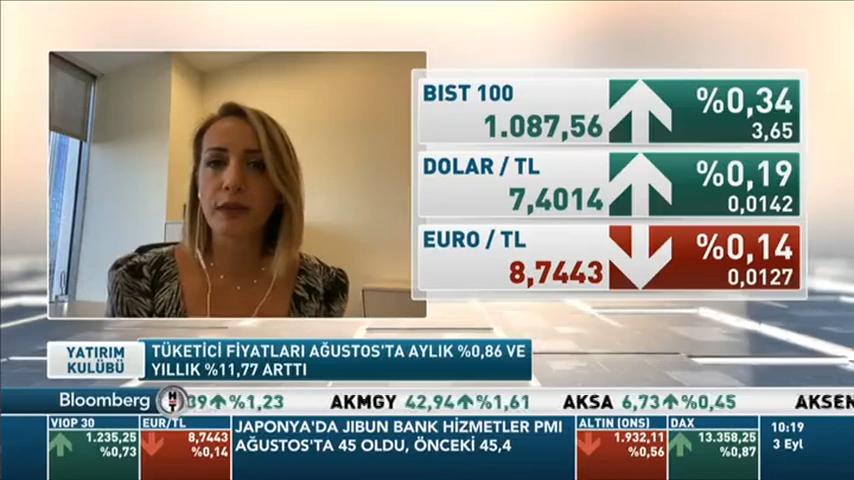 BIST 100
1.087,56
%0,34
3,65
DOLAR / TL
7,4014
%0,19
0,0142
EURO / TL
8,7443
%0,14
0,0127
YATIRIM
KULÜBÜ
TÜKETİCİ FİYATLARI AĞUSTOS'TA AYLIK %0,86 VE
YILLIK %11,77 ARTTI
Bloomberg HT
39 %1,23 AKMGY 42,94 %1,61 AKSA 6,73 %0,45 AKSEN
VIOP 30
1.235,25
%0,73
EUR/TL
8,7443
%0,14
JAPONYA'DA JIBUN BANK HİZMETLER PMI
AĞUSTOS'TA 45 OLDU, ÖNCEKİ 45,4
ALTIN (ONS)
1.932,11
%0,56
DAX
13.358,25
%0,87
10:19
3 Eyl